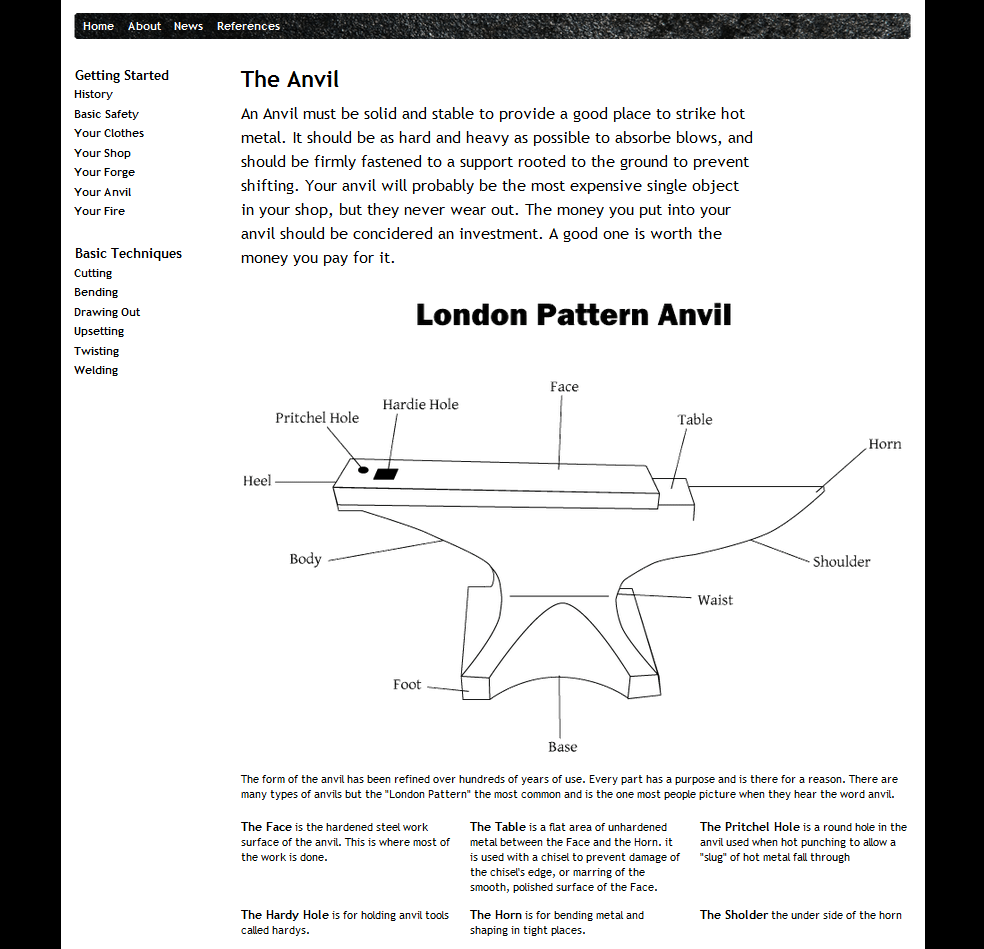 Home About News References
Getting Started
History
Basic Safety
Your Clothes
Your Shop
Your Forge
Your Anvil
Your Fire
Basic Techniques
Cutting
Bending
Drawing Out
Upsetting
Twisting
Welding
The Anvil
An Anvil must be solid and stable to provide a good place to strike hot
metal. It should be as hard and heavy as possible to absorbe blows, and
should be firmly fastened to a support rooted to the ground to prevent
shifting. Your anvil will probably be the most expensive single object
in your shop, but they never wear out. The money you put into your
anvil should be concidered an investment. A good one is worth the
money you pay for it.
London Pattern Anvil
Face
Hardie Hole
Pritchel Hole
Table
Horn
Heel
Body
Shoulder
Waist
Foot
Base
The form of the anvil has been refined over hundreds of years of use. Every part has a purpose and is there for a reason. There are
many types of anvils but the "London Pattern" the most common and is the one most people picture when they hear the word anvil.
The Face is the hardened steel work
surface of the anvil. This is where most of
the work is done.
The Table is a flat area of unhardened
metal between the Face and the Horn. it
is used with a chisel to prevent damage of
the chisel's edge, or marring of the
smooth, polished surface of the Face.
The Pritchel Hole is a round hole in the
anvil used when hot punching to allow a
"slug" of hot metal fall through
The Hardy Hole is for holding anvil tools
called hardys.
The Horn is for bending metal and
shaping in tight places.
The Sholder the under side of the horn